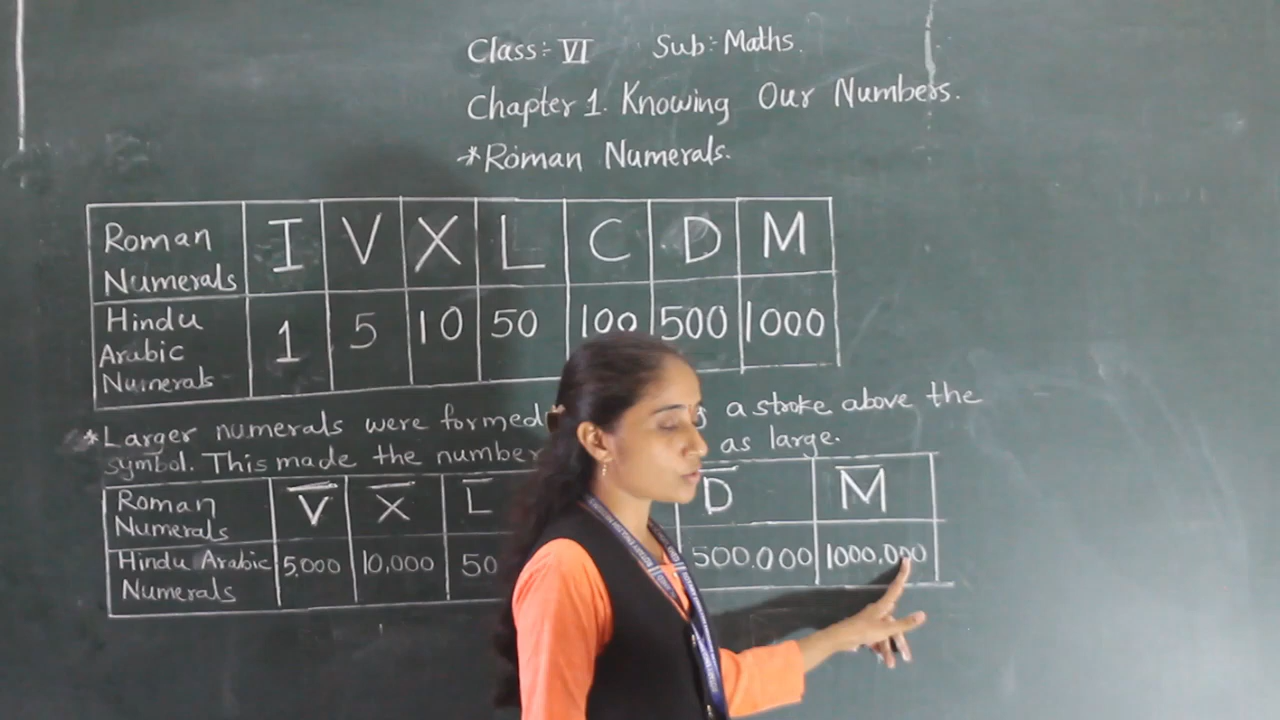 Class:- VI Sub:- Maths.
Chapter 1. Knowing Our Numbers.
*Roman Numerals.
Roman Numerals I V X L C D M
Hindu Arabic Numerals 1 5 10 50 100 500 1000
*Larger numerals were formed a stroke above the
symbol. This made the number as large.
Roman Numerals V̅ X̅ L̅ D̅ M̅
Hindu Arabic Numerals 5,000 10,000 50 500.000 1000,000